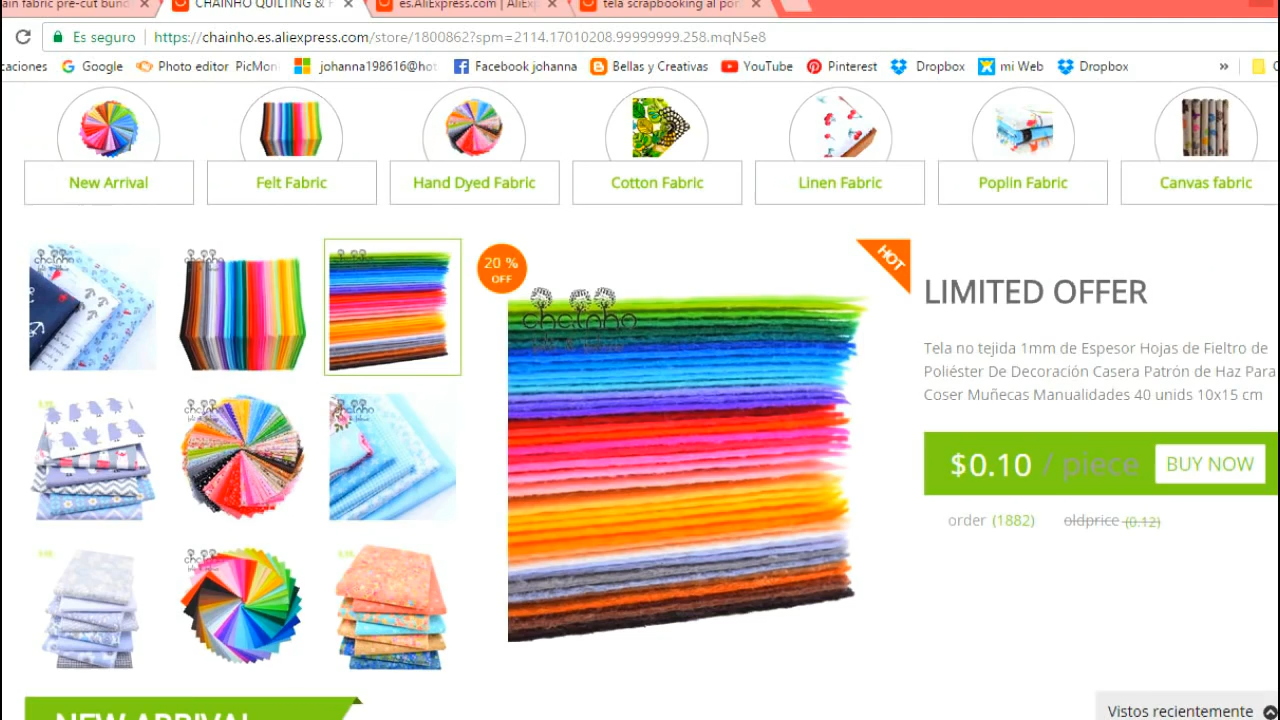 ain fabric pre-cut bund
CHAINHO QUILTING & F
es.AliExpress.com | AliExp
tela scrapbooking al por
Es seguro
https://chainho.es.aliexpress.com/store/1800862?spm=2114.17010208.99999999.258.mqN5e8
caciones
Google
Photo editor PicMon
johanna198616@hot
Facebook johanna
Bellas y Creativas
YouTube
Pinterest
Dropbox
mi Web
Dropbox
»
New Arrival
Felt Fabric
Hand Dyed Fabric
Cotton Fabric
Linen Fabric
Poplin Fabric
Canvas fabric
20 %
OFF
HOT
chainho
LIMITED OFFER
Tela no tejida 1mm de Espesor Hojas de Fieltro de
Poliéster De Decoración Casera Patrón de Haz Para
Coser Muñecas Manualidades 40 unids 10x15 cm
$0.10 / piece
BUY NOW
order (1882)
oldprice (0.12)
NEW ARRIVAL
Vistos recientemente